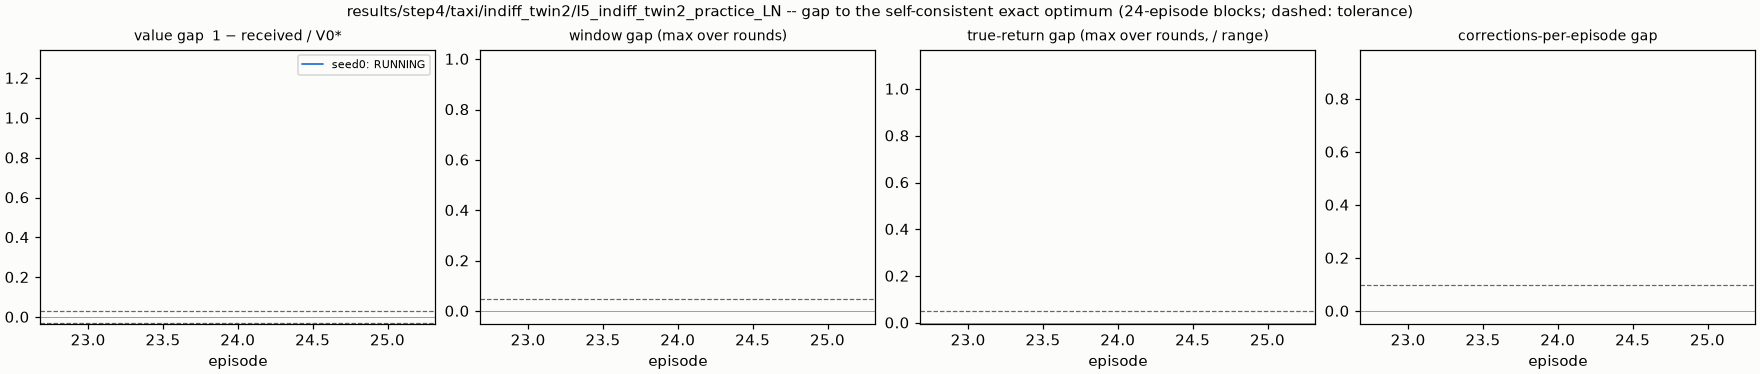 results/step4/taxi/indiff_twin2/I5_indiff_twin2_practice_LN -- gap to the self-consistent exact optimum (24-episode blocks; dashed: tolerance)
value gap 1 − received / V0*
seed0: RUNNING
1.2
1.0
0.8
0.6
0.4
0.2
0.0
23.0 23.5 24.0 24.5 25.0
episode
window gap (max over rounds)
1.0
0.8
0.6
0.4
0.2
0.0
23.0 23.5 24.0 24.5 25.0
episode
true-return gap (max over rounds, / range)
1.0
0.8
0.6
0.4
0.2
0.0
23.0 23.5 24.0 24.5 25.0
episode
corrections-per-episode gap
0.8
0.6
0.4
0.2
0.0
23.0 23.5 24.0 24.5 25.0
episode